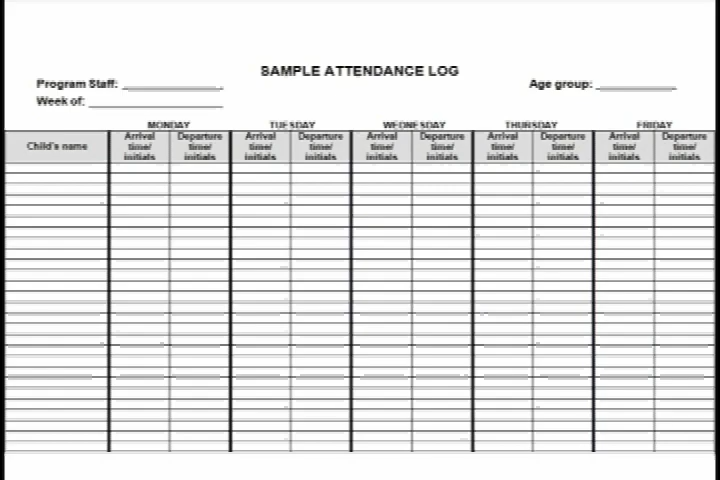 SAMPLE ATTENDANCE LOG
Program Staff: _______________ Age group: ____________
Week of: ____________________
MONDAY TUESDAY WEDNESDAY THURSDAY FRIDAY
Child's name Arrival time/ initials Departure time/ initials Arrival time/ initials Departure time/ initials Arrival time/ initials Departure time/ initials Arrival time/ initials Departure time/ initials Arrival time/ initials Departure time/ initials